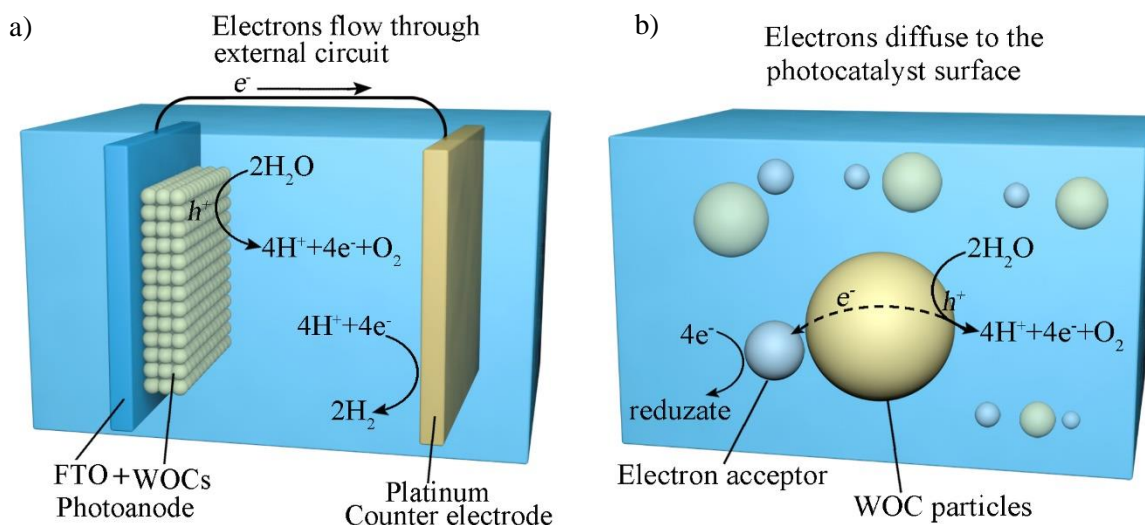 a)
Electrons flow through
external circuit
e⁻
2H₂O
h⁺
4H⁺+4e⁻+O₂
4H⁺+4e⁻
2H₂
FTO+WOCs
Photoanode
Platinum
Counter electrode
b)
Electrons diffuse to the
photocatalyst surface
2H₂O
e⁻
h⁺
4e⁻
4H⁺+4e⁻+O₂
reduzate
Electron acceptor
WOC particles